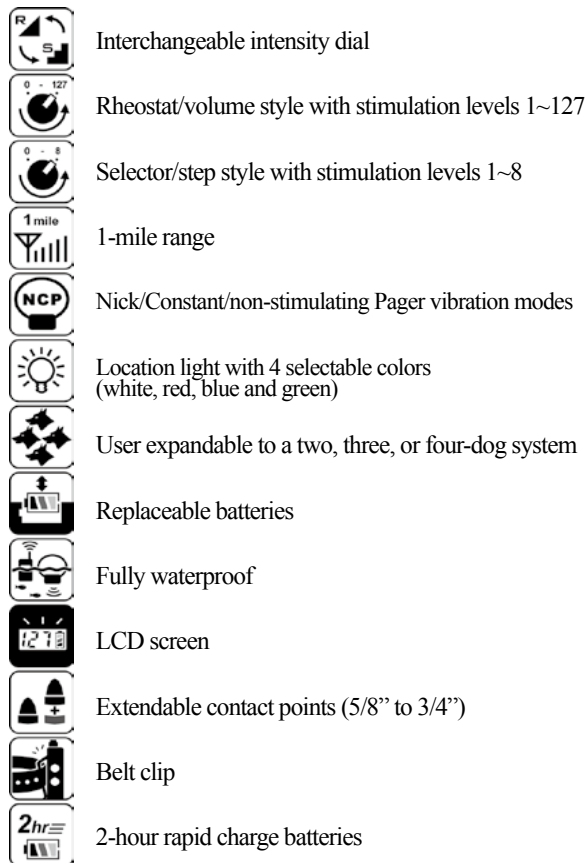 R
S
Interchangeable intensity dial
0 - 127
Rheostat/volume style with stimulation levels 1~127
0 - 8
Selector/step style with stimulation levels 1~8
1 mile
1-mile range
NCP
Nick/Constant/non-stimulating Pager vibration modes
Location light with 4 selectable colors
(white, red, blue and green)
User expandable to a two, three, or four-dog system
Replaceable batteries
Fully waterproof
127
LCD screen
+
Extendable contact points (5/8” to 3/4”)
Belt clip
2hr
2-hour rapid charge batteries